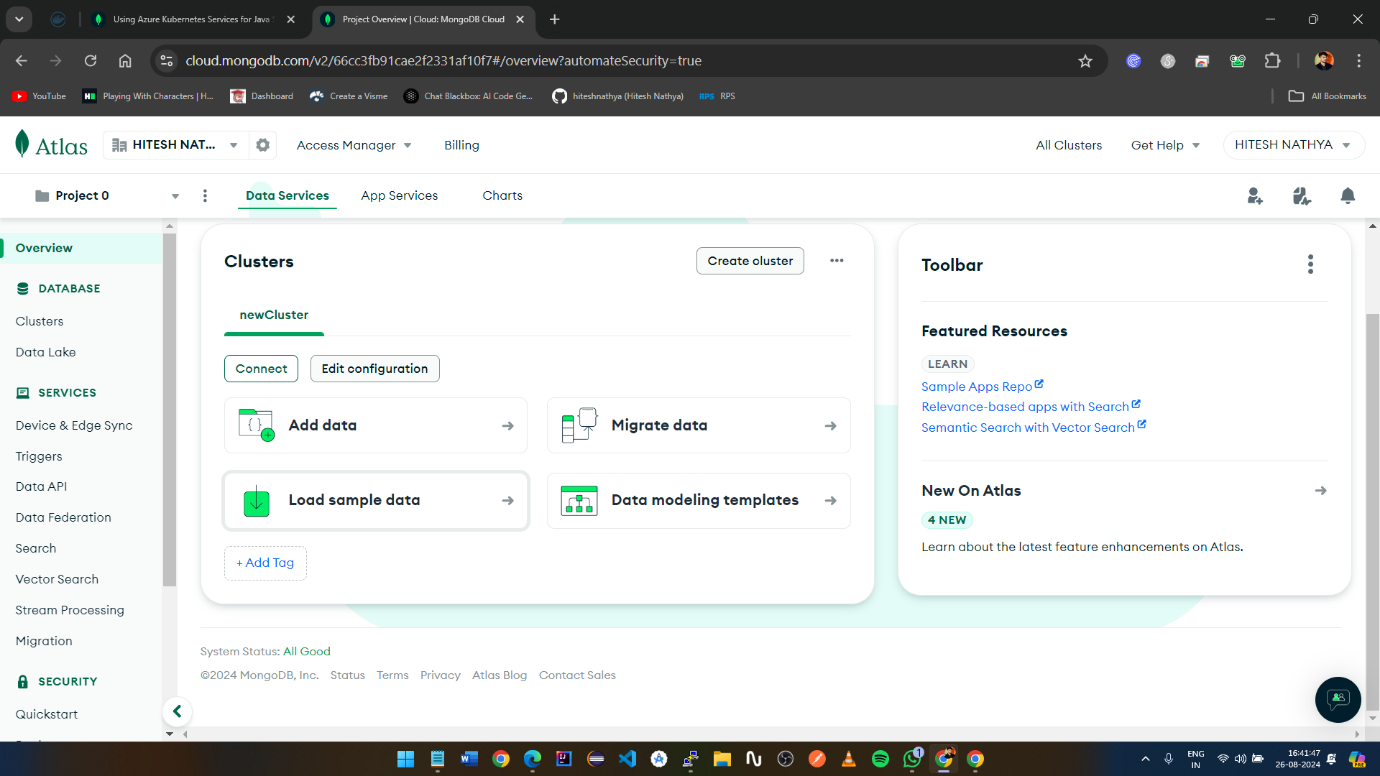 Using Azure Kubernetes Services for Java
Project Overview | Cloud: MongoDB Cloud
cloud.mongodb.com/v2/66cc3fb91cae2f2331af10f7#/overview?automateSecurity=true
YouTube
Playing With Characters | H...
Dashboard
Create a Visme
Chat Blackbox: AI Code Ge...
hiteshnathya (Hitesh Nathya)
RPS RPS
All Bookmarks
Atlas
HITESH NAT...
Access Manager
Billing
All Clusters
Get Help
HITESH NATHYA
Project 0
Data Services
App Services
Charts
Overview
DATABASE
Clusters
Data Lake
SERVICES
Device & Edge Sync
Triggers
Data API
Data Federation
Search
Vector Search
Stream Processing
Migration
SECURITY
Quickstart
Clusters
Create cluster
newCluster
Connect
Edit configuration
Add data
Migrate data
Load sample data
Data modeling templates
+ Add Tag
Toolbar
Featured Resources
LEARN
Sample Apps Repo
Relevance-based apps with Search
Semantic Search with Vector Search
New On Atlas
4 NEW
Learn about the latest feature enhancements on Atlas.
System Status: All Good
©2024 MongoDB, Inc. Status Terms Privacy Atlas Blog Contact Sales
1
ENG
IN
16:41:47
26-08-2024